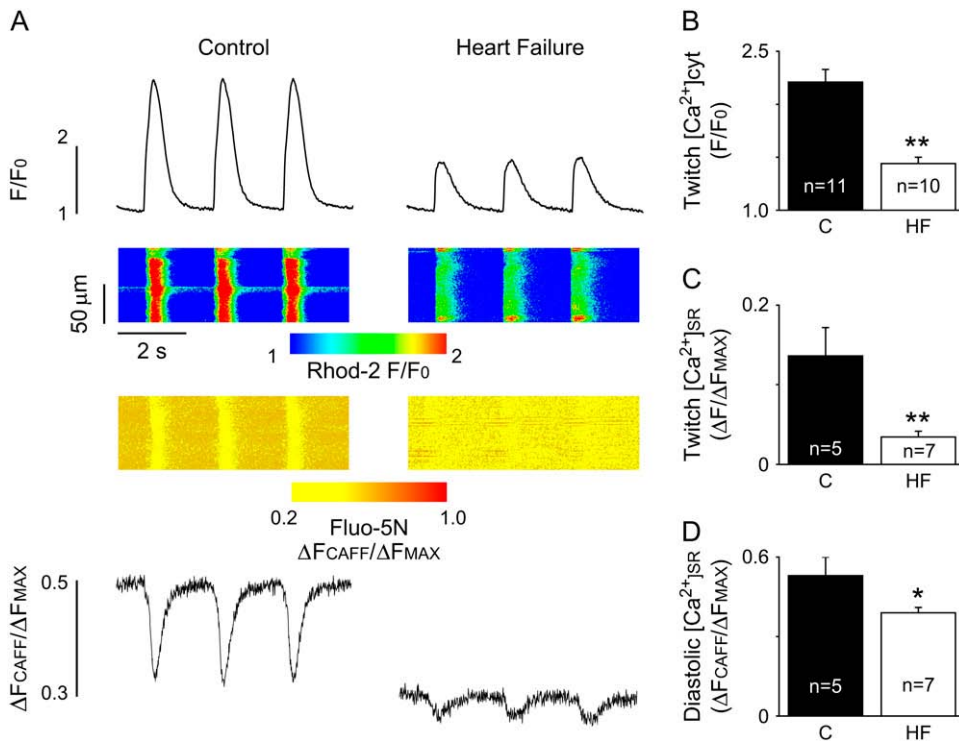 A
Control
Heart Failure
2
F/F0
1
50 µm
2 s
1
2
Rhod-2 F/F0
0.2
1.0
Fluo-5N
ΔFCAFF/ΔFMAX
0.5
ΔFCAFF/ΔFMAX
0.3
B
2.5
Twitch [Ca2+]cyt
(F/F0)
**
n=11
n=10
1.0
C
HF
C
0.2
Twitch [Ca2+]SR
(ΔF/ΔFMAX)
**
n=5
n=7
0
C
HF
D
0.6
Diastolic [Ca2+]SR
(ΔFCAFF/ΔFMAX)
*
n=5
n=7
0
C
HF